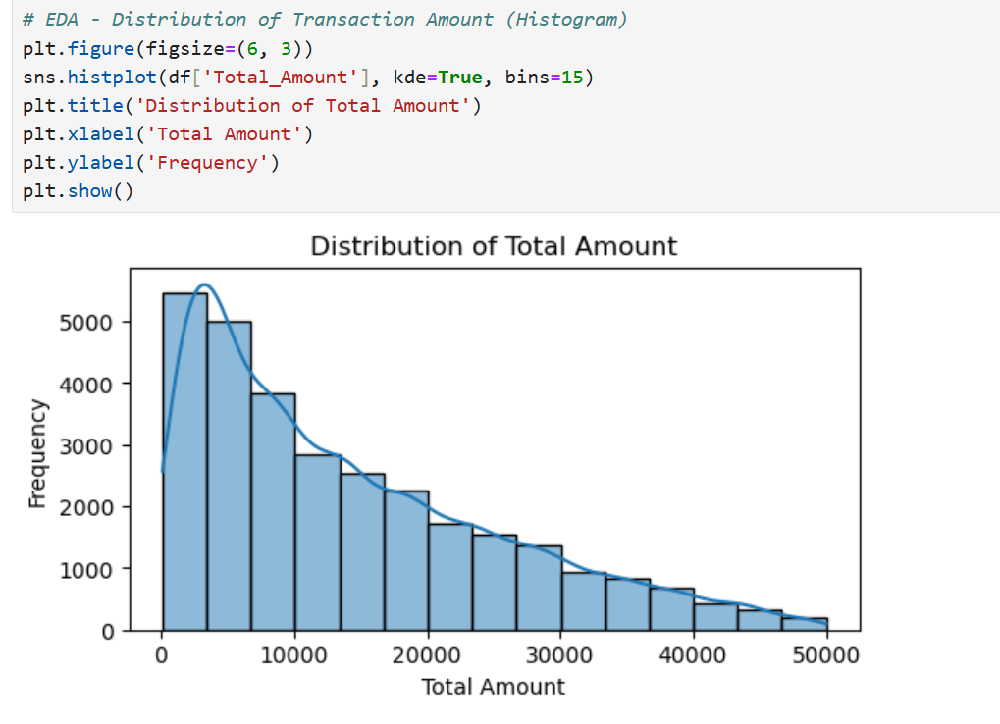 # EDA - Distribution of Transaction Amount (Histogram)
plt.figure(figsize=(6, 3))
sns.histplot(df['Total_Amount'], kde=True, bins=15)
plt.title('Distribution of Total Amount')
plt.xlabel('Total Amount')
plt.ylabel('Frequency')
plt.show()
Distribution of Total Amount
Frequency
5000
4000
3000
2000
1000
0
0 10000 20000 30000 40000 50000
Total Amount